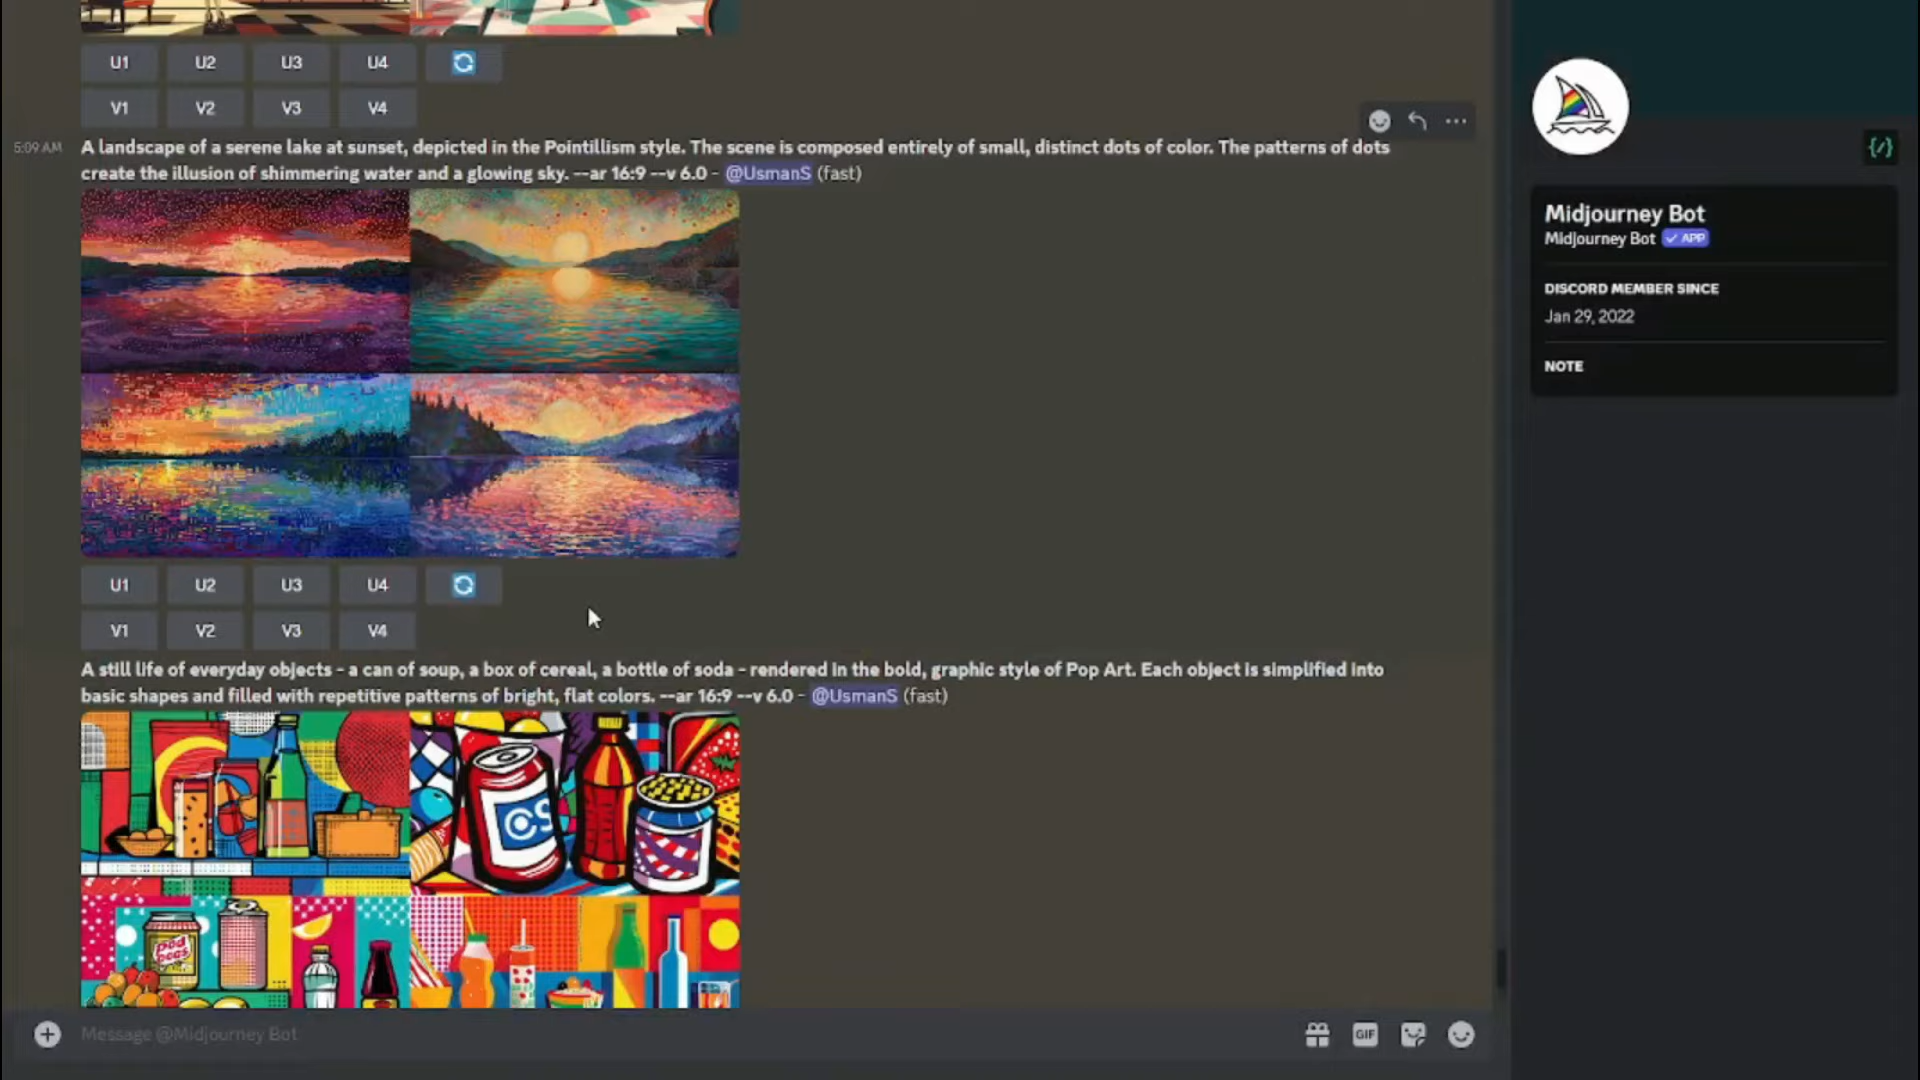 U1 U2 U3 U4
V1 V2 V3 V4
5:09 AM A landscape of a serene lake at sunset, depicted in the Pointillism style. The scene is composed entirely of small, distinct dots of color. The patterns of dots
create the illusion of shimmering water and a glowing sky. --ar 16:9 --v 6.0 - @UsmanS (fast)
U1 U2 U3 U4
V1 V2 V3 V4
A still life of everyday objects - a can of soup, a box of cereal, a bottle of soda - rendered in the bold, graphic style of Pop Art. Each object is simplified into
basic shapes and filled with repetitive patterns of bright, flat colors. --ar 16:9 --v 6.0 - @UsmanS (fast)
CS
Message @Midjourney Bot
GIF
{/}
Midjourney Bot
Midjourney Bot APP
DISCORD MEMBER SINCE
Jan 29, 2022
NOTE